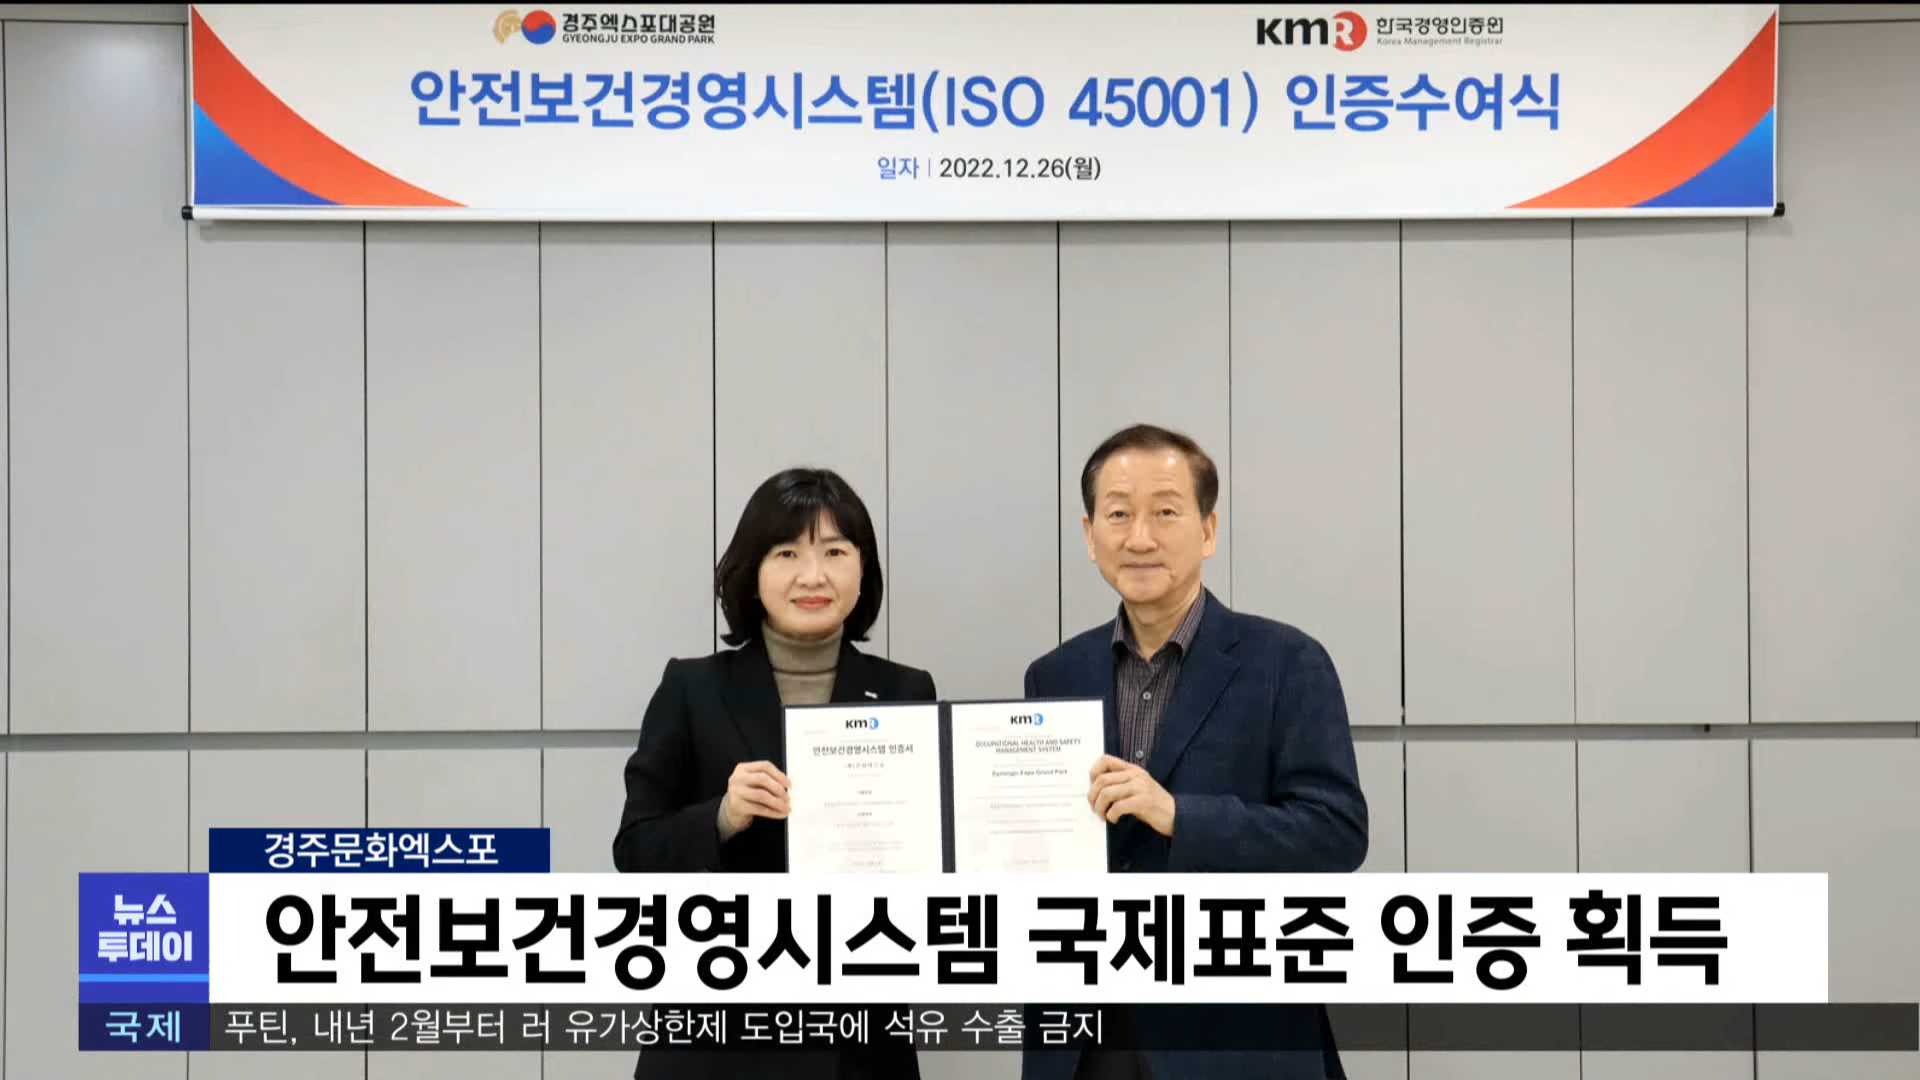 경주엑스포대공원
GYEONGJU EXPO GRAND PARK
KMR 한국경영인증원
Korea Management Registrar
안전보건경영시스템(ISO 45001) 인증수여식
일자 | 2022.12.26(월)
KMR
안전보건경영시스템 인증서
KMR
OCCUPATIONAL HEALTH AND SAFETY
MANAGEMENT SYSTEM
Gyeongju Expo Grand Park
경주문화엑스포
뉴스
투데이
안전보건경영시스템 국제표준 인증 획득
국제 푸틴, 내년 2월부터 러 유가상한제 도입국에 석유 수출 금지